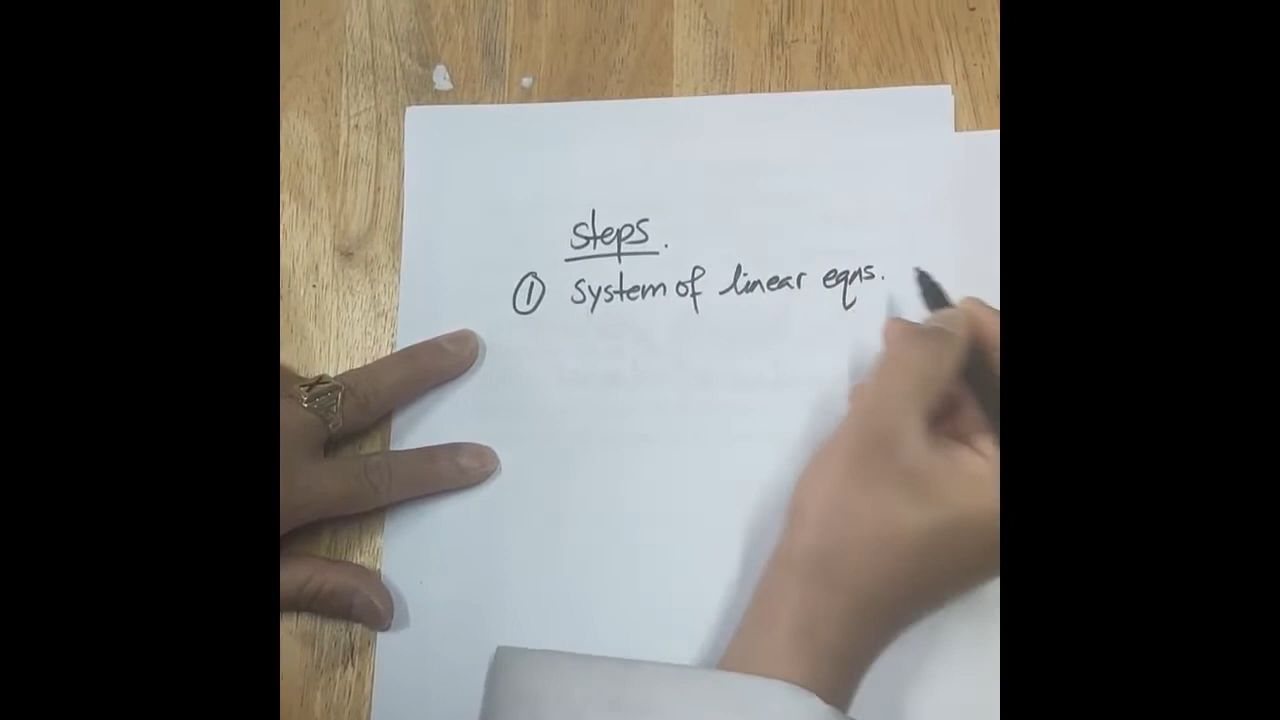 steps.
① system of linear eqns.